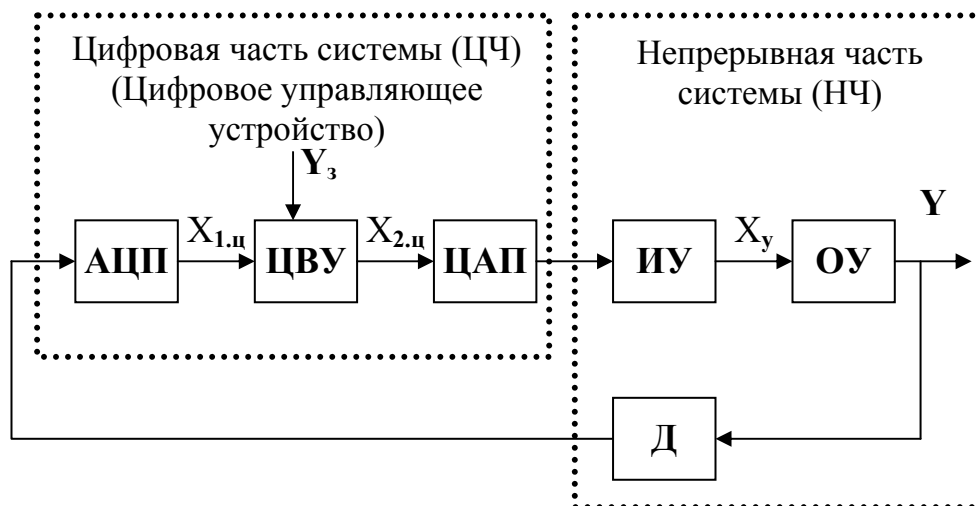 Цифровая часть системы (ЦЧ)
(Цифровое управляющее
устройство)
Непрерывная часть
системы (НЧ)
Yз
Y
X1.ц
X2.ц
Xу
АЦП
ЦВУ
ЦАП
ИУ
ОУ
Д